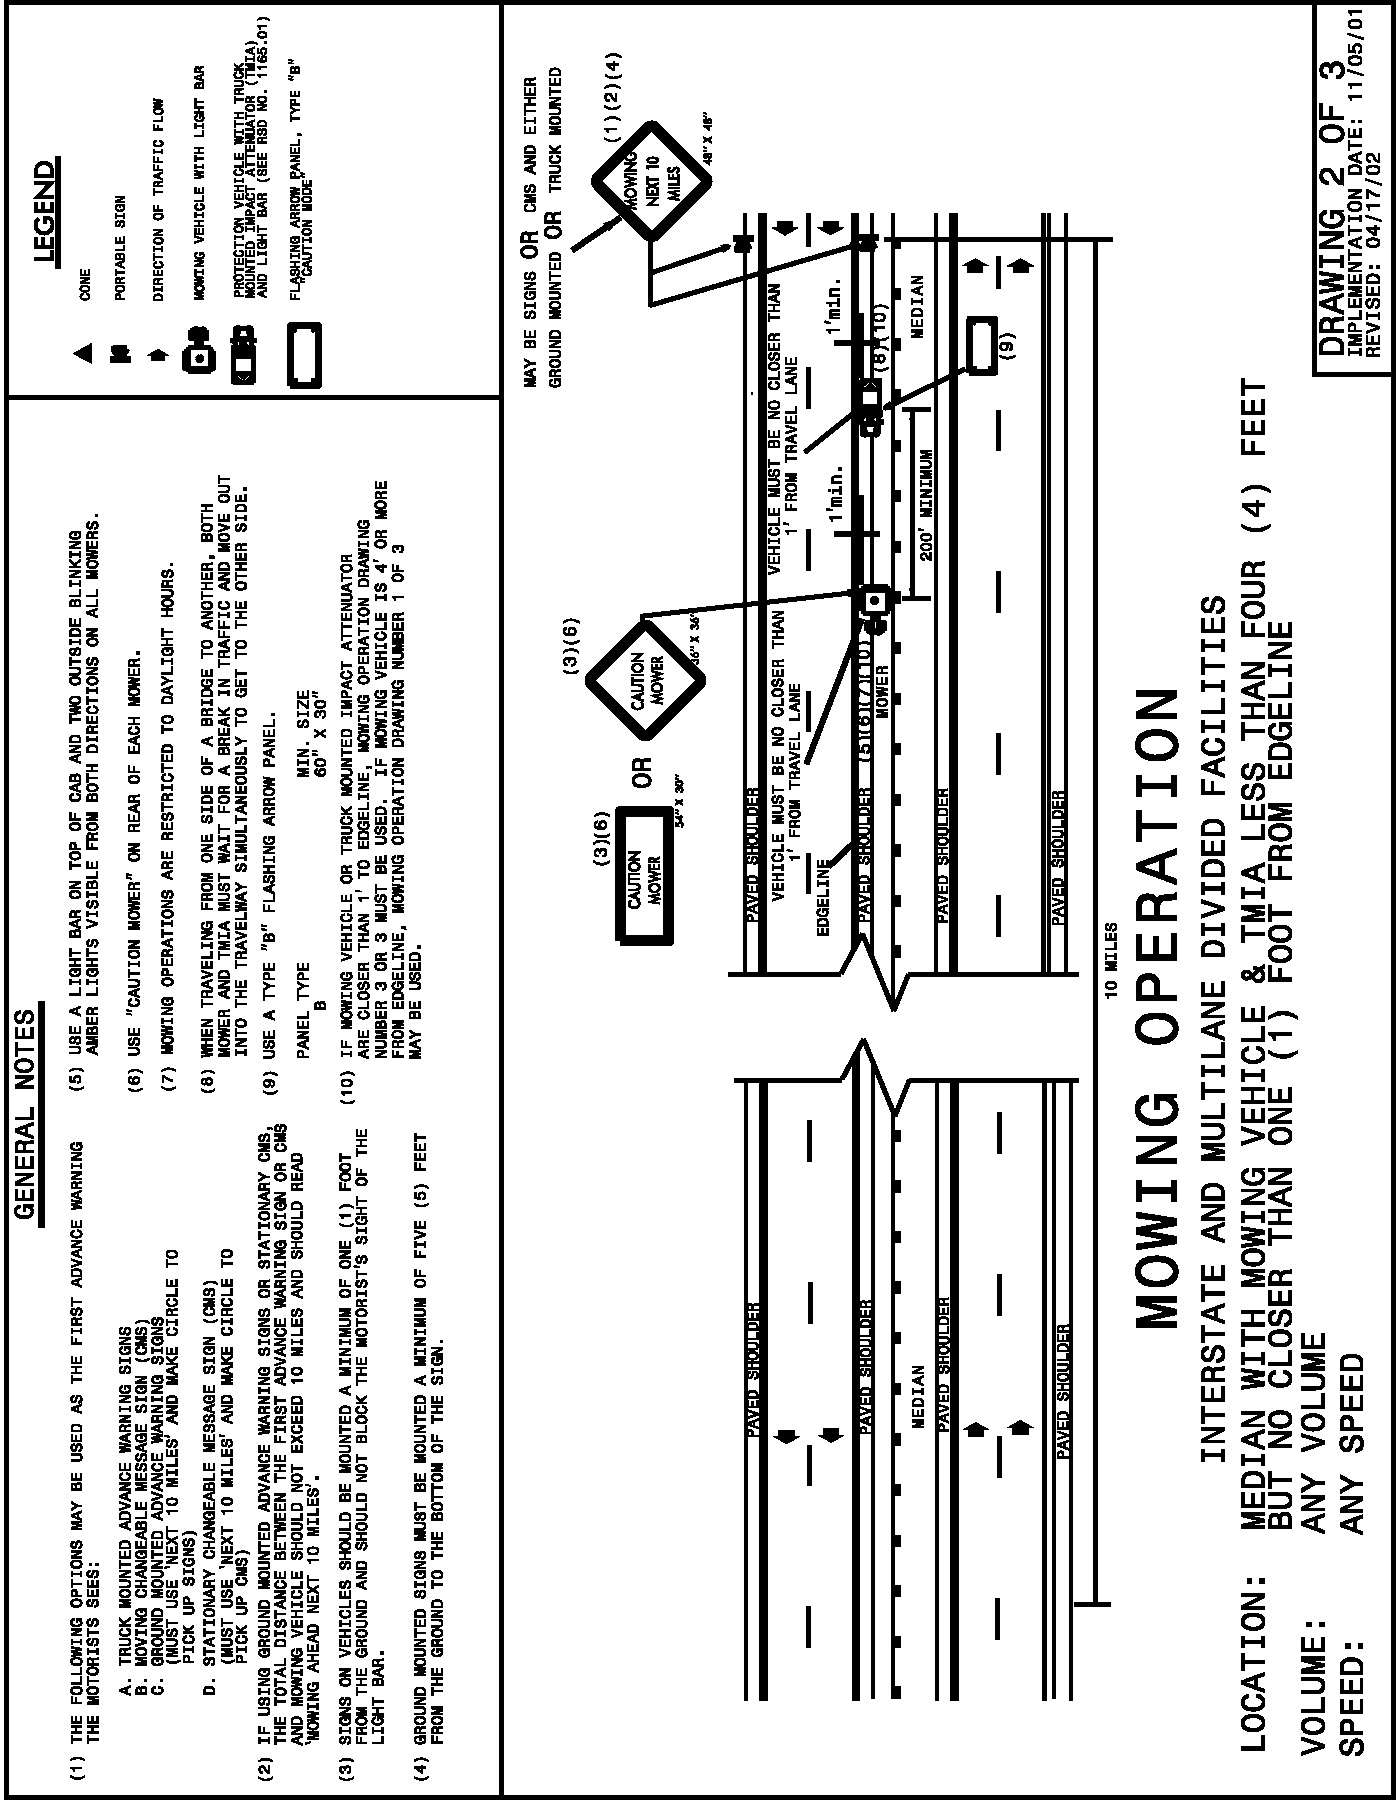 GENERAL NOTES
(1) THE FOLLOWING OPTIONS MAY BE USED AS THE FIRST ADVANCE WARNING
THE MOTORISTS SEES:
A. TRUCK MOUNTED ADVANCE WARNING SIGNS
B. MOVING CHANGEABLE MESSAGE SIGN (CMS)
C. GROUND MOUNTED ADVANCE WARNING SIGNS
(MUST USE 'NEXT 10 MILES' AND MAKE CIRCLE TO
PICK UP SIGNS)
D. STATIONARY CHANGEABLE MESSAGE SIGN (CMS)
(MUST USE 'NEXT 10 MILES' AND MAKE CIRCLE TO
PICK UP CMS)
(2) IF USING GROUND MOUNTED ADVANCE WARNING SIGNS OR STATIONARY CMS,
THE TOTAL DISTANCE BETWEEN THE FIRST ADVANCE WARNING SIGN OR CMS
AND MOWING VEHICLE SHOULD NOT EXCEED 10 MILES AND SHOULD READ
'MOWING AHEAD NEXT 10 MILES'.
(3) SIGNS ON VEHICLES SHOULD BE MOUNTED A MINIMUM OF ONE (1) FOOT
FROM THE GROUND AND SHOULD NOT BLOCK THE MOTORIST'S SIGHT OF THE
LIGHT BAR.
(4) GROUND MOUNTED SIGNS MUST BE MOUNTED A MINIMUM OF FIVE (5) FEET
FROM THE GROUND TO THE BOTTOM OF THE SIGN.
(5) USE A LIGHT BAR ON TOP OF CAB AND TWO OUTSIDE BLINKING
AMBER LIGHTS VISIBLE FROM BOTH DIRECTIONS ON ALL MOWERS.
(6) USE "CAUTION MOWER" ON REAR OF EACH MOWER.
(7) MOWING OPERATIONS ARE RESTRICTED TO DAYLIGHT HOURS.
(8) WHEN TRAVELING FROM ONE SIDE OF A BRIDGE TO ANOTHER, BOTH
MOWER AND TMIA MUST WAIT FOR A BREAK IN TRAFFIC AND MOVE OUT
INTO THE TRAVELWAY SIMULTANEOUSLY TO GET TO THE OTHER SIDE.
(9) USE A TYPE "B" FLASHING ARROW PANEL.
PANEL TYPE MIN. SIZE
B 60" X 30"
(10) IF MOWING VEHICLE OR TRUCK MOUNTED IMPACT ATTENUATOR
ARE CLOSER THAN 1' TO EDGELINE, MOWING OPERATION DRAWING
NUMBER 3 OR 3 MUST BE USED. IF MOWING VEHICLE IS 4' OR MORE
FROM EDGELINE, MOWING OPERATION DRAWING NUMBER 1 OF 3
MAY BE USED.
LEGEND
CONE
PORTABLE SIGN
DIRECTION OF TRAFFIC FLOW
MOWING VEHICLE WITH LIGHT BAR
PROTECTION VEHICLE WITH TRUCK
MOUNTED IMPACT ATTENUATOR (TMIA)
AND LIGHT BAR (SEE RSD NO. 1165.01)
FLASHING ARROW PANEL, TYPE "B"
"CAUTION MODE"
MAY BE SIGNS OR CMS AND EITHER
GROUND MOUNTED OR TRUCK MOUNTED
(1)(2)(4)
MOWING
NEXT 10
MILES
48" X 48"
(3)(6)
CAUTION
MOWER
54" X 30"
OR
(3)(6)
CAUTION
MOWER
36" X 36"
PAVED SHOULDER
PAVED SHOULDER
VEHICLE MUST BE NO CLOSER THAN
1' FROM TRAVEL LANE
VEHICLE MUST BE NO CLOSER THAN
1' FROM TRAVEL LANE
EDGELINE
1'min.
1'min.
PAVED SHOULDER
PAVED SHOULDER
(5)(6)(7)(10)
MOWER
(8)(10)
MEDIAN
MEDIAN
200' MINIMUM
PAVED SHOULDER
PAVED SHOULDER
(9)
PAVED SHOULDER
PAVED SHOULDER
10 MILES
MOWING OPERATION
INTERSTATE AND MULTILANE DIVIDED FACILITIES
LOCATION: MEDIAN WITH MOWING VEHICLE & TMIA LESS THAN FOUR (4) FEET
BUT NO CLOSER THAN ONE (1) FOOT FROM EDGELINE
VOLUME: ANY VOLUME
SPEED: ANY SPEED
DRAWING 2 OF 3
IMPLEMENTATION DATE: 11/05/01
REVISED: 04/17/02